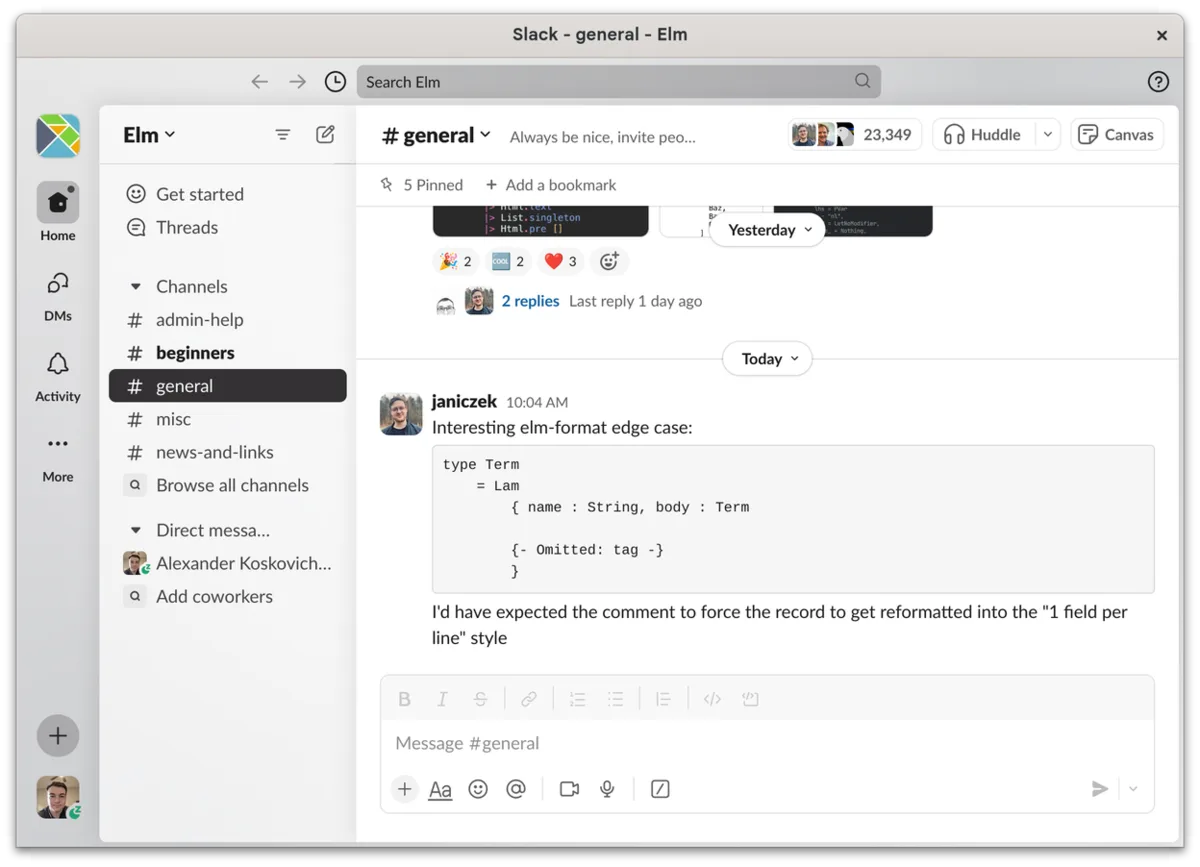 Slack - general - Elm
Search Elm
Elm
Get started
Threads
Channels
# admin-help
# beginners
# general
# misc
# news-and-links
Browse all channels
Direct messa...
Alexander Koskovich...
Add coworkers
Home
DMs
Activity
More
# general
Always be nice, invite peo...
23,349
Huddle
Canvas
5 Pinned
+ Add a bookmark
|> Html.text
|> List.singleton
|> Html.pre []
Baz,
]
Yesterday
🎉 2 🆒 2 ❤️ 3
2 replies Last reply 1 day ago
Today
janiczek 10:04 AM
Interesting elm-format edge case:
type Term
    = Lam
        { name : String, body : Term

        {- Omitted: tag -}
        }
I'd have expected the comment to force the record to get reformatted into the "1 field per
line" style
B I S
Message #general
Aa